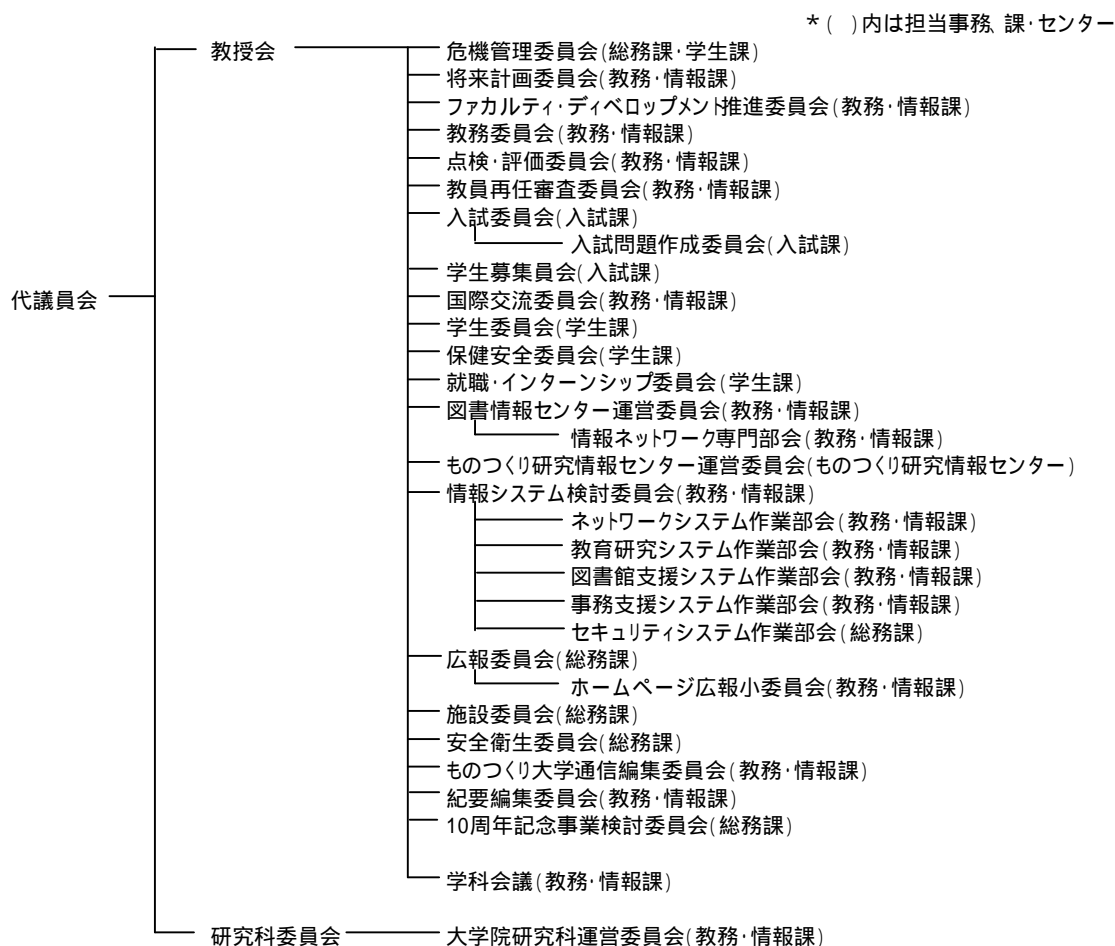 *( )内は担当事務、課・センター
教授会
危機管理委員会(総務課・学生課)
将来計画委員会(教務・情報課)
ファカルティ・ディベロップメント推進委員会(教務・情報課)
教務委員会(教務・情報課)
点検・評価委員会(教務・情報課)
教員再任審査委員会(教務・情報課)
入試委員会(入試課)
入試問題作成委員会(入試課)
学生募集員会(入試課)
代議員会
国際交流委員会(教務・情報課)
学生委員会(学生課)
保健安全委員会(学生課)
就職・インターンシップ委員会(学生課)
図書情報センター運営委員会(教務・情報課)
情報ネットワーク専門部会(教務・情報課)
ものつくり研究情報センター運営委員会(ものつくり研究情報センター)
情報システム検討委員会(教務・情報課)
ネットワークシステム作業部会(教務・情報課)
教育研究システム作業部会(教務・情報課)
図書館支援システム作業部会(教務・情報課)
事務支援システム作業部会(教務・情報課)
セキュリティシステム作業部会(総務課)
広報委員会(総務課)
ホームページ広報小委員会(教務・情報課)
施設委員会(総務課)
安全衛生委員会(総務課)
ものつくり大学通信編集委員会(教務・情報課)
紀要編集委員会(教務・情報課)
10周年記念事業検討委員会(総務課)
学科会議(教務・情報課)
研究科委員会
大学院研究科運営委員会(教務・情報課)